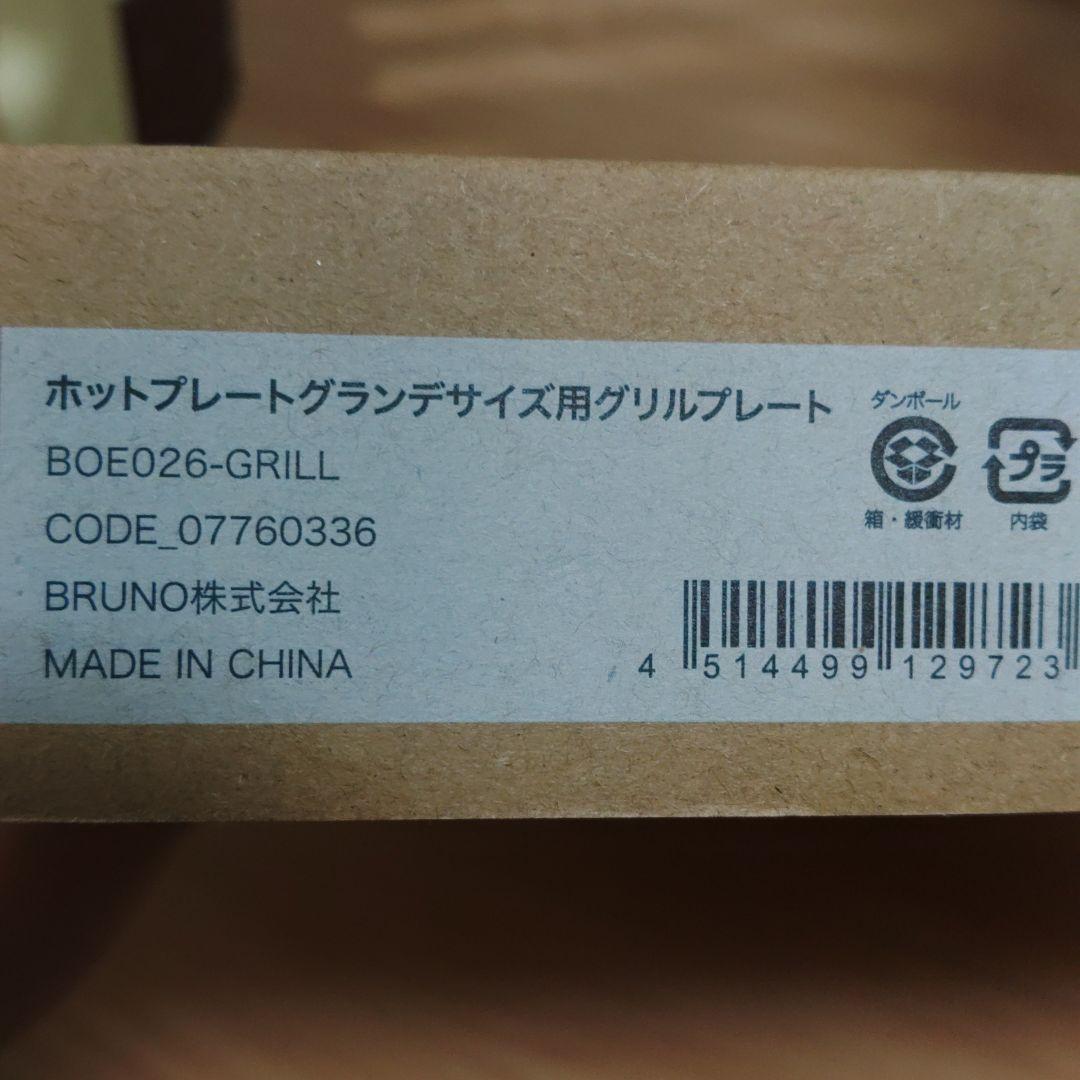 ホットプレートグランデサイズ用グリルプレート
BOE026-GRILL
CODE_07760336
BRUNO株式会社
MADE IN CHINA
ダンボール
箱・緩衝材
プラ
内袋
4 514499 129723